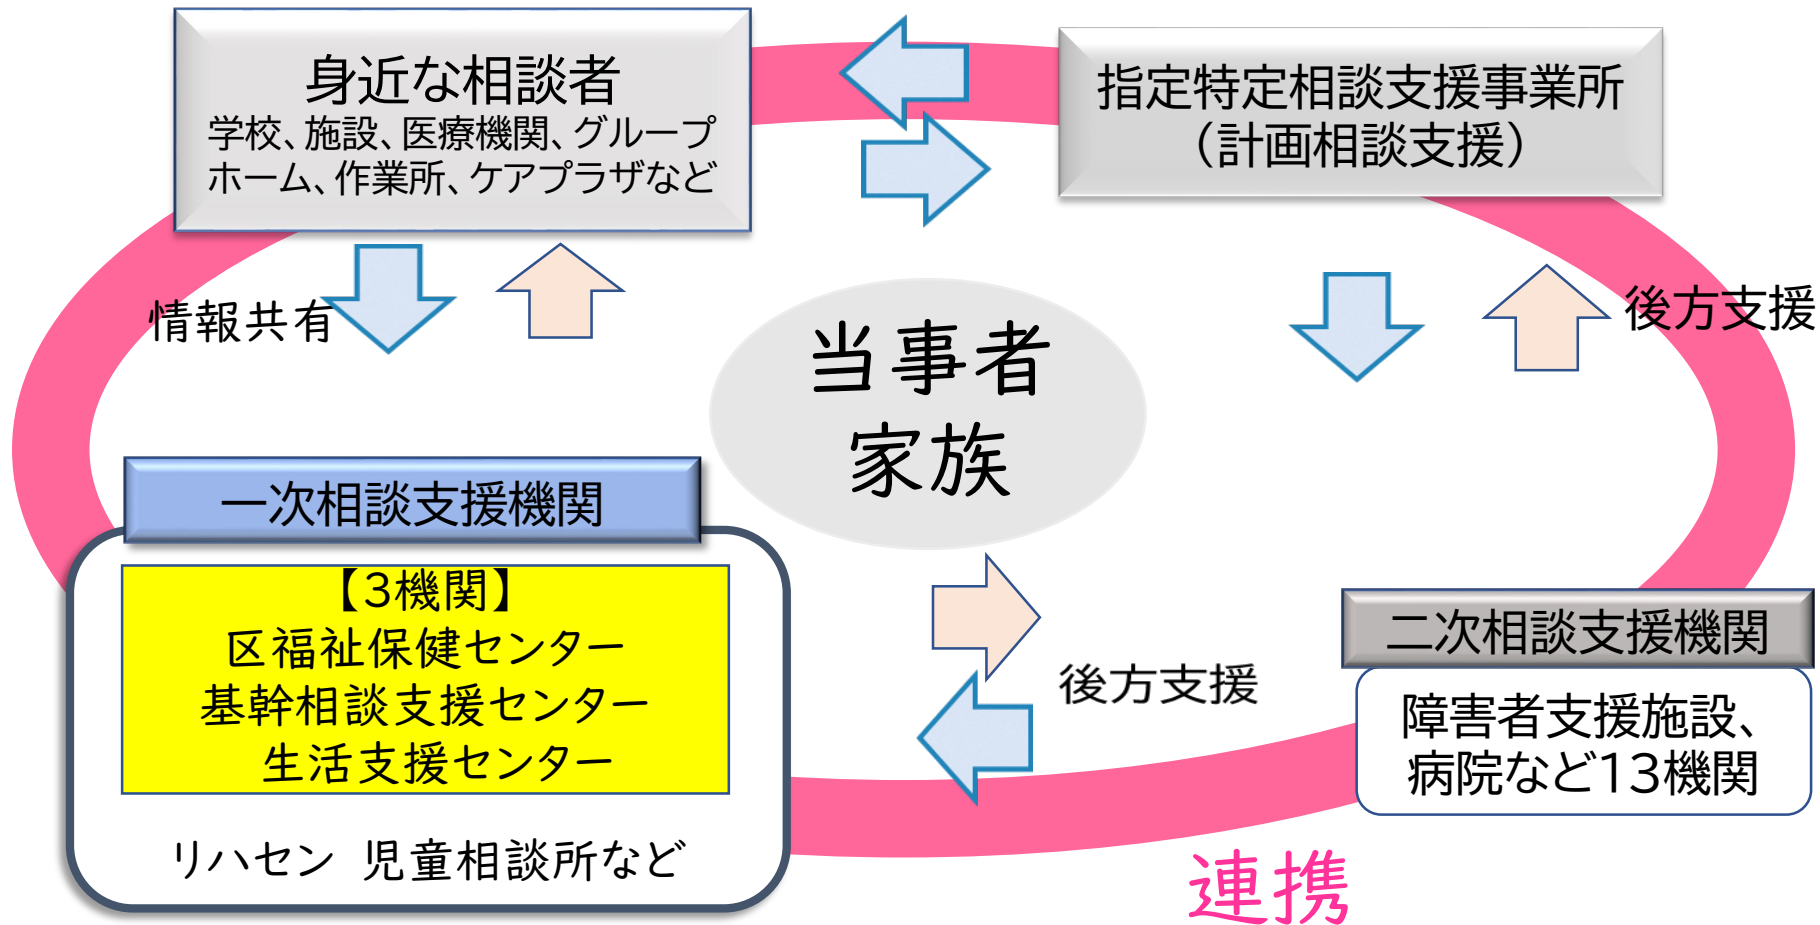 身近な相談者
学校、施設、医療機関、グループ
ホーム、作業所、ケアプラザなど
指定特定相談支援事業所
（計画相談支援）
情報共有
後方支援
当事者
家族
一次相談支援機関
【3機関】
区福祉保健センター
基幹相談支援センター
生活支援センター
リハセン 児童相談所など
後方支援
二次相談支援機関
障害者支援施設、
病院など13機関
連携